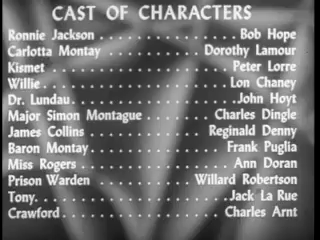 CAST OF CHARACTERS
Ronnie Jackson . . . . . . . . . . . . . . . Bob Hope
Carlotta Montay . . . . . . . . . . Dorothy Lamour
Kismet . . . . . . . . . . . . . . . . . . . . Peter Lorre
Willie . . . . . . . . . . . . . . . . . . . . Lon Chaney
Dr. Lundau . . . . . . . . . . . . . . . . John Hoyt
Major Simon Montague . . . . . . . . Charles Dingle
James Collins . . . . . . . . . . . . Reginald Denny
Baron Montay . . . . . . . . . . . . . . Frank Puglia
Miss Rogers . . . . . . . . . . . . . . . . Ann Doran
Prison Warden . . . . . . . . . Willard Robertson
Tony . . . . . . . . . . . . . . . . . . . . Jack La Rue
Crawford . . . . . . . . . . . . . . . . . Charles Arnt